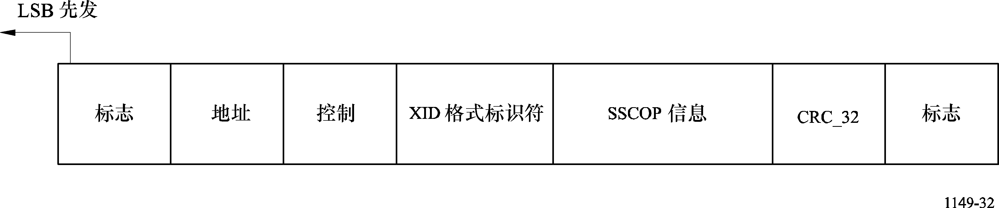 LSB 先发
标志 地址 控制 XID 格式标识符 SSCOP 信息 CRC_32 标志
1149-32